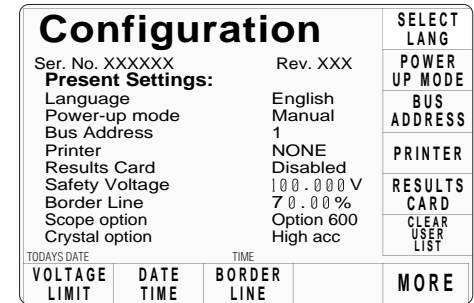 Configuration
Ser. No. XXXXXX Rev. XXX
Present Settings:
Language English
Power-up mode Manual
Bus Address 1
Printer NONE
Results Card Disabled
Safety Voltage 100.000 V
Border Line 70.00%
Scope option Option 600
Crystal option High acc
TODAYS DATE TIME
SELECT
LANG
POWER
UP MODE
BUS
ADDRESS
PRINTER
RESULTS
CARD
CLEAR
USER
LIST
VOLTAGE
LIMIT
DATE
TIME
BORDER
LINE
MORE